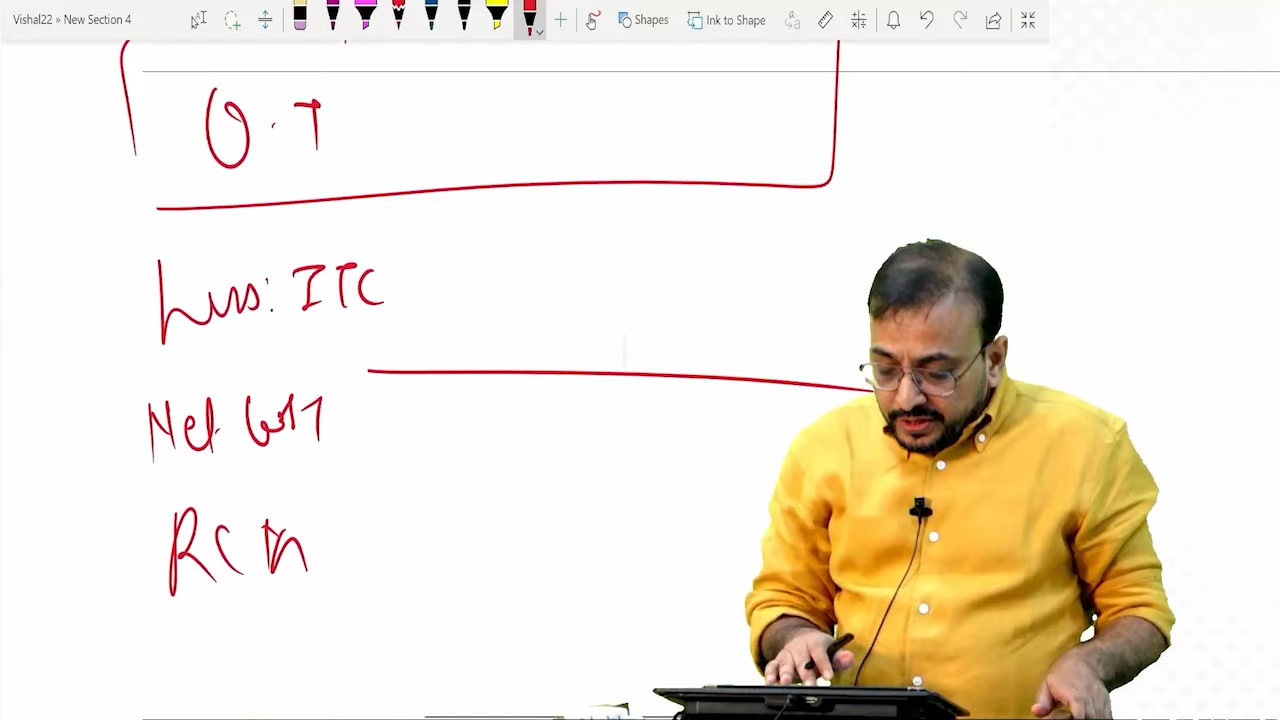 Vishal22 » New Section 4 Shapes Ink to Shape
O.T
Less: ITC
Net GST
RCM